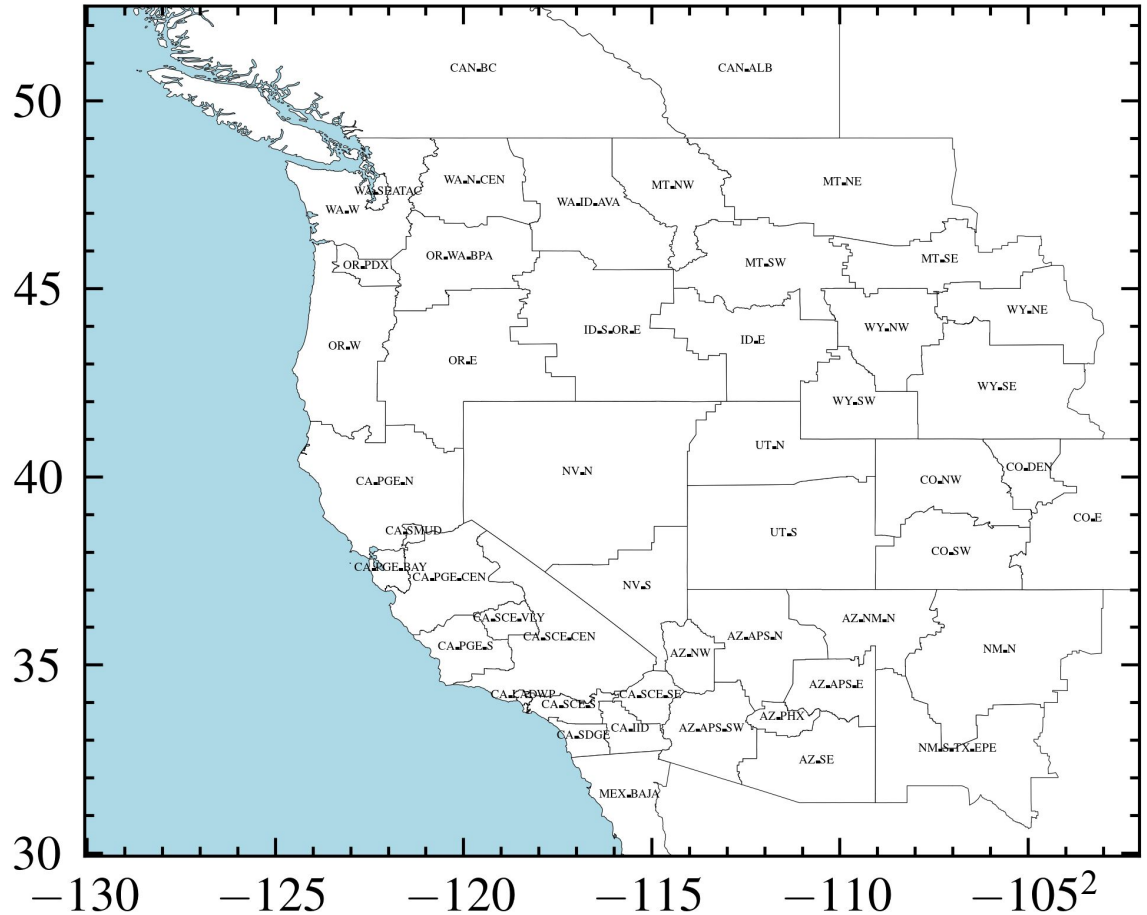 CAN-BC
CAN-ALB
50
WA-N-CEN
MT-NW
MT-NE
WA-SEATAC
WA-ID-AVA
WA-W
OR-WA-BPA
OR-PDX
MT-SW
MT-SE
45
WY-NE
ID-S-OR-E
WY-NW
OR-W
ID-E
OR-E
WY-SE
WY-SW
UT-N
NV-N
CO-DEN
40
CA-PGE-N
CO-NW
CO-E
CA-SMUD
UT-S
CO-SW
CA-PGE-BAY
CA-PGE-CEN
NV-S
CA-SCE-VLY
AZ-NM-N
CA-SCE-CEN
AZ-APS-N
CA-PGE-S
AZ-NW
NM-N
35
AZ-APS-E
CA-LADWP
CA-SCE-SE
CA-SCE-S
AZ-PHX
CA-IID
AZ-APS-SW
CA-SDGE
NM-S-TX-EPE
AZ-SE
MEX-BAJA
30
−130 −125 −120 −115 −110 −105²